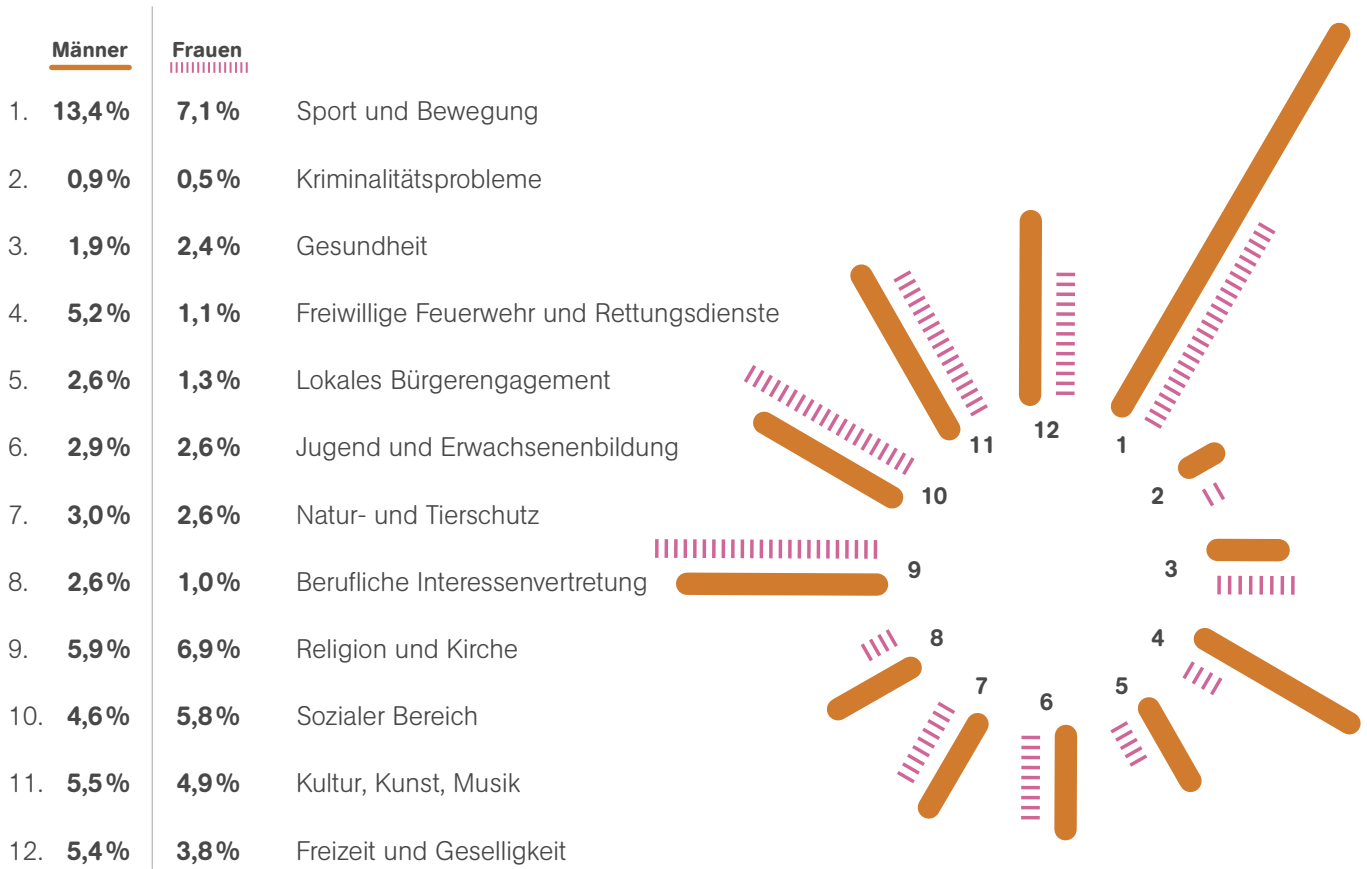 Männer Frauen
1. 13,4% 7,1% Sport und Bewegung
2. 0,9% 0,5% Kriminalitätsprobleme
3. 1,9% 2,4% Gesundheit
4. 5,2% 1,1% Freiwillige Feuerwehr und Rettungsdienste
5. 2,6% 1,3% Lokales Bürgerengagement
6. 2,9% 2,6% Jugend und Erwachsenenbildung
7. 3,0% 2,6% Natur- und Tierschutz
8. 2,6% 1,0% Berufliche Interessenvertretung
9. 5,9% 6,9% Religion und Kirche
10. 4,6% 5,8% Sozialer Bereich
11. 5,5% 4,9% Kultur, Kunst, Musik
12. 5,4% 3,8% Freizeit und Geselligkeit
1
2
3
4
5
6
7
8
9
10
11
12